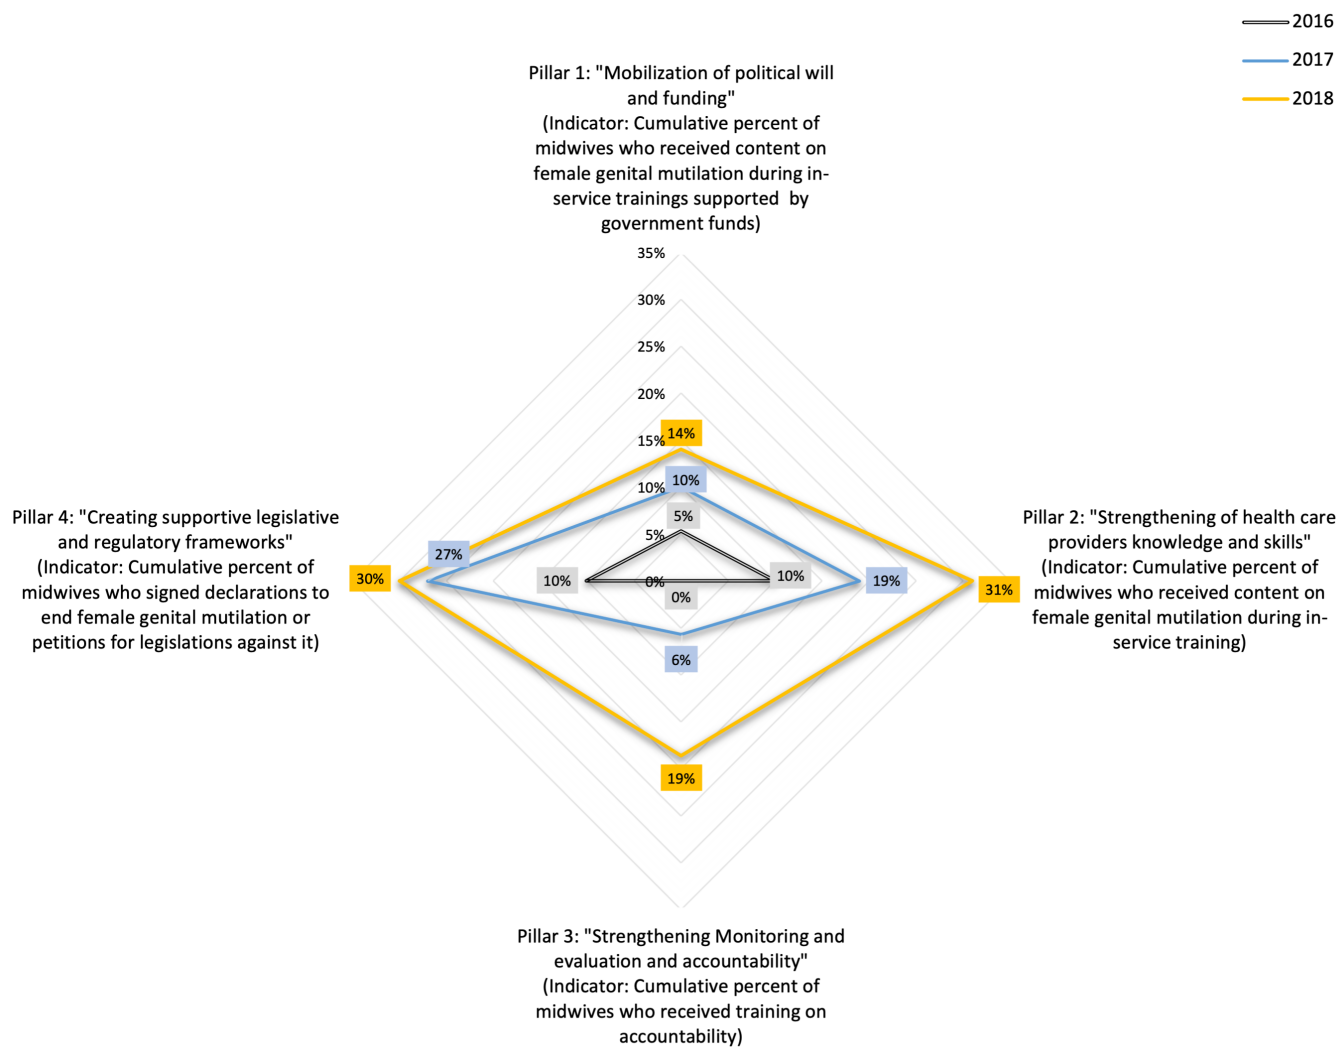 2016
2017
2018
Pillar 1: "Mobilization of political will
and funding"
(Indicator: Cumulative percent of
midwives who received content on
female genital mutilation during in-
service trainings supported  by
government funds)
35%
30%
25%
20%
15%
10%
5%
0%
14%
10%
5%
10%
10%
0%
27%
30%
19%
31%
6%
19%
Pillar 4: "Creating supportive legislative
and regulatory frameworks"
(Indicator: Cumulative percent of
midwives who signed declarations to
end female genital mutilation or
petitions for legislations against it)
Pillar 2: "Strengthening of health care
providers knowledge and skills"
(Indicator: Cumulative percent of
midwives who received content on
female genital mutilation during in-
service training)
Pillar 3: "Strengthening Monitoring and
evaluation and accountability"
(Indicator: Cumulative percent of
midwives who received training on
accountability)